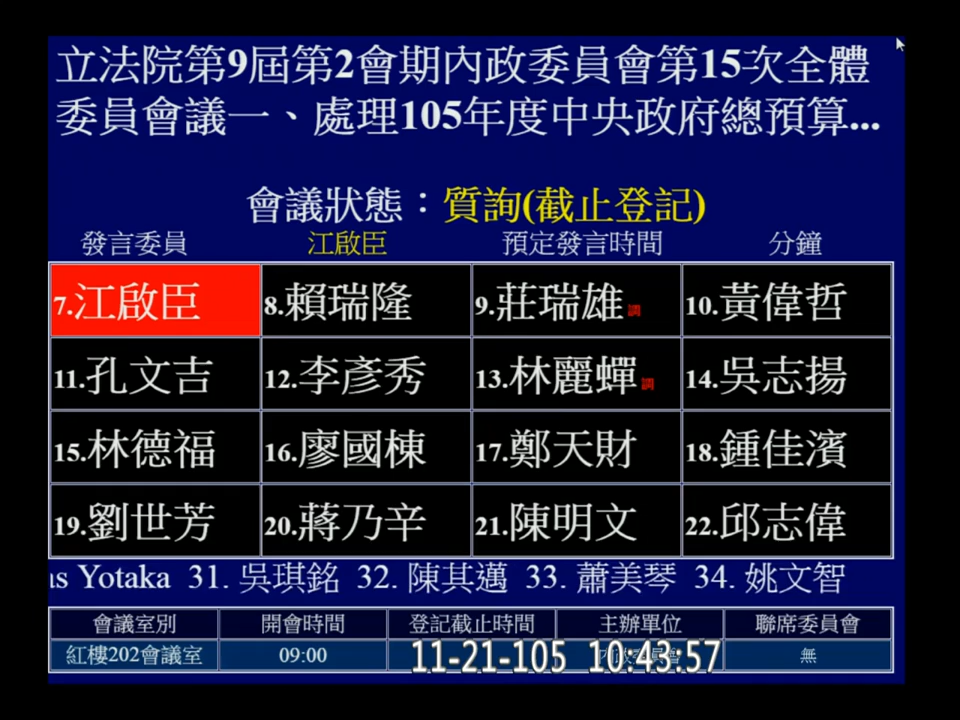 立法院第9屆第2會期內政委員會第15次全體
委員會議一、處理105年度中央政府總預算...
會議狀態：質詢(截止登記)
發言委員 江啟臣 預定發言時間 分鐘
7.江啟臣 8.賴瑞隆 9.莊瑞雄調 10.黃偉哲
11.孔文吉 12.李彥秀 13.林麗蟬調 14.吳志揚
15.林德福 16.廖國棟 17.鄭天財 18.鍾佳濱
19.劉世芳 20.蔣乃辛 21.陳明文 22.邱志偉
as Yotaka 31. 吳琪銘 32. 陳其邁 33. 蕭美琴 34. 姚文智
會議室別 開會時間 登記截止時間 主辦單位 聯席委員會
紅樓202會議室 09:00 無
11-21-105 10:43:57